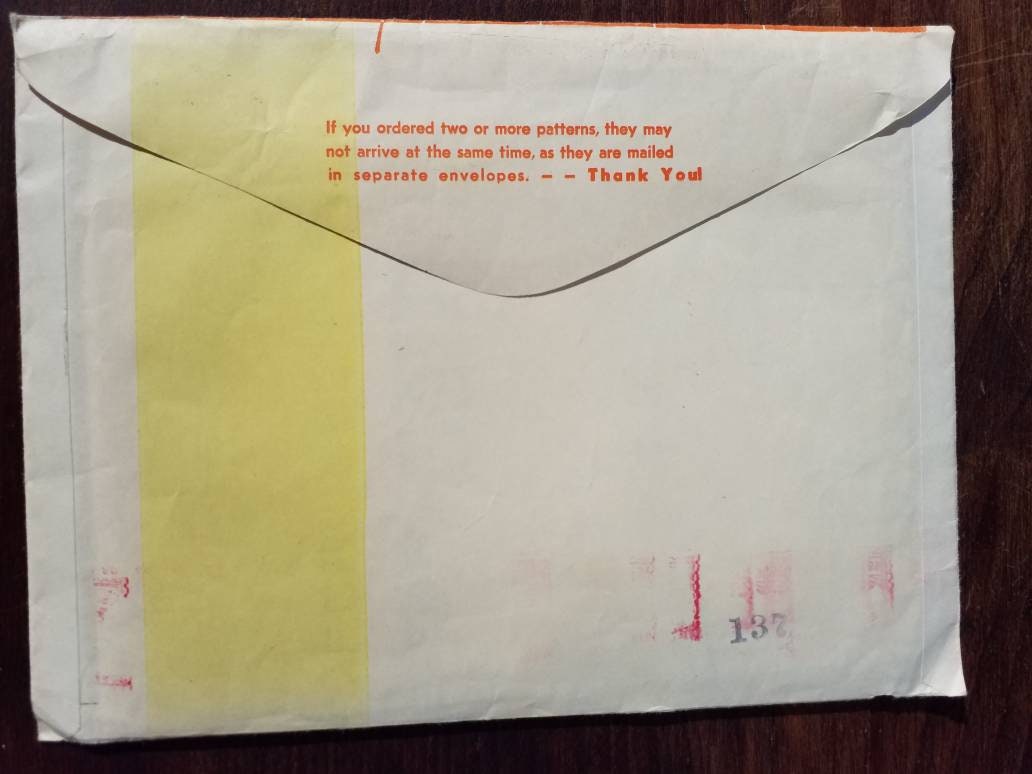 If you ordered two or more patterns, they may
not arrive at the same time, as they are mailed
in separate envelopes. – – Thank You!
137